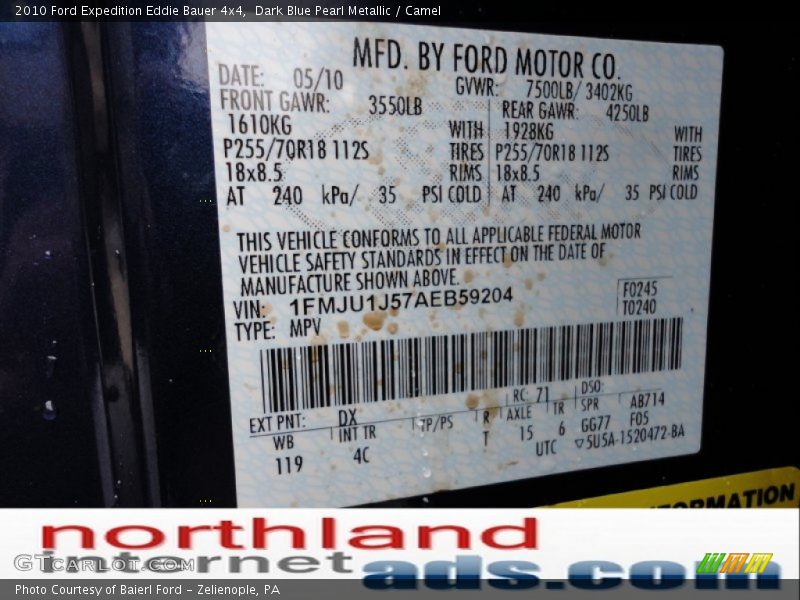 2010 Ford Expedition Eddie Bauer 4x4, Dark Blue Pearl Metallic / Camel
MFD. BY FORD MOTOR CO.
DATE: 05/10 GVWR: 7500LB/ 3402KG
FRONT GAWR: 3550LB REAR GAWR: 4250LB
1610KG WITH 1928KG WITH
P255/70R18 112S TIRES P255/70R18 112S TIRES
18x8.5 RIMS 18x8.5 RIMS
AT 240 kPa/ 35 PSI COLD AT 240 kPa/ 35 PSI COLD
THIS VEHICLE CONFORMS TO ALL APPLICABLE FEDERAL MOTOR
VEHICLE SAFETY STANDARDS IN EFFECT ON THE DATE OF
MANUFACTURE SHOWN ABOVE.
VIN: 1FMJU1J57AEB59204 F0245
TYPE: MPV T0240
EXT PNT: DX RC: 71 DSO:
WB INT TR TP/PS R AXLE TR SPR AB714
119 4C T 15 6 GG77 F05
UTC ▽5U5A-1520472-BA
northland
internet
ads.com
GTCarLot.com
Photo Courtesy of Baierl Ford – Zelienople, PA